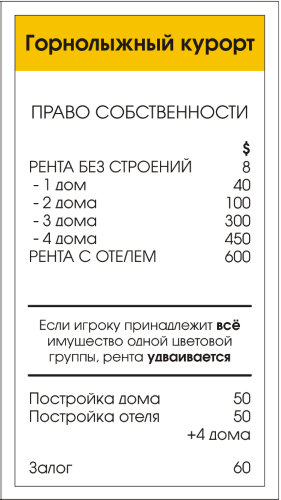 Горнолыжный курорт
ПРАВО СОБСТВЕННОСТИ
$
РЕНТА БЕЗ СТРОЕНИЙ 8
- 1 дом 40
- 2 дома 100
- 3 дома 300
- 4 дома 450
РЕНТА С ОТЕЛЕМ 600
Если игроку принадлежит всё
имущество одной цветовой
группы, рента удваивается
Постройка дома 50
Постройка отеля 50
+4 дома
Залог 60